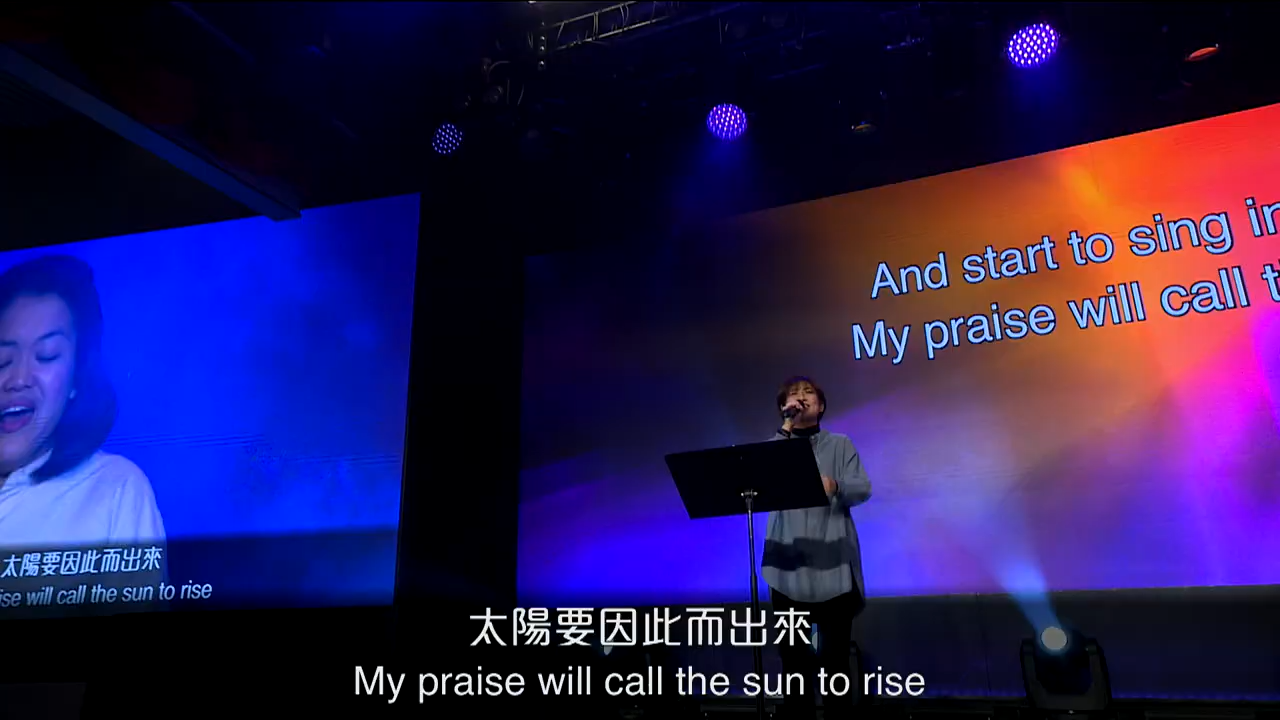 And start to sing
My praise will call
太陽要因此而出來
will call the sun to rise
太陽要因此而出來
My praise will call the sun to rise